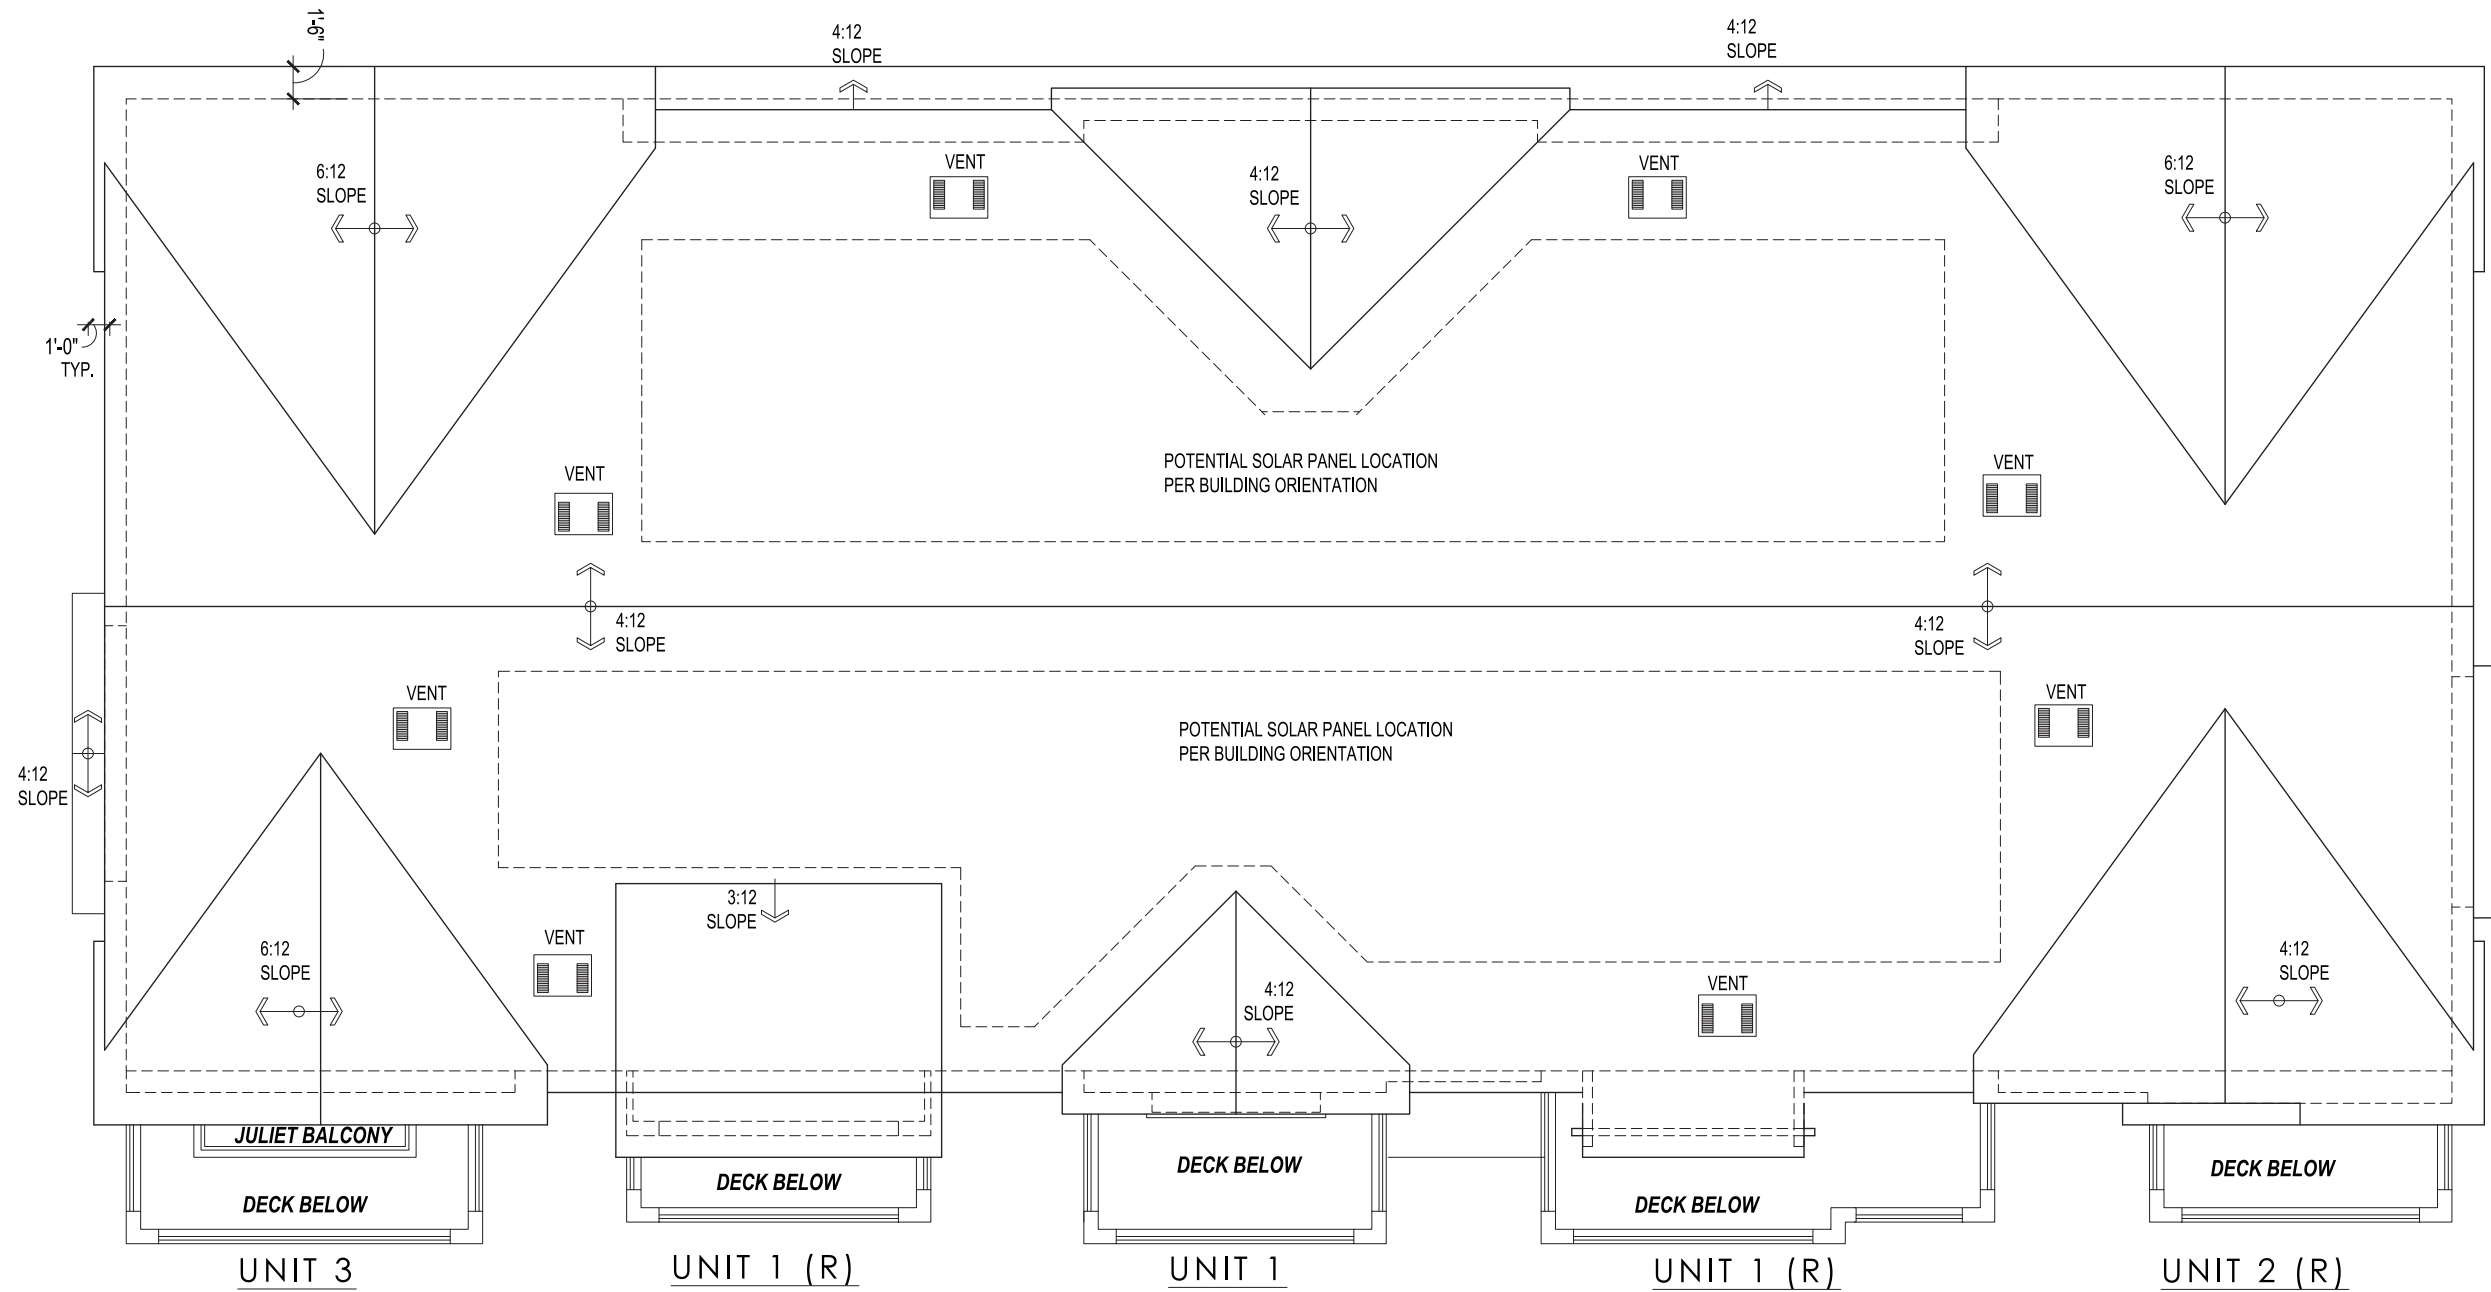 1'-6"
4:12
SLOPE
4:12
SLOPE
VENT
VENT
6:12
SLOPE
4:12
SLOPE
6:12
SLOPE
1'-0"
TYP.
POTENTIAL SOLAR PANEL LOCATION
PER BUILDING ORIENTATION
VENT
VENT
4:12
SLOPE
4:12
SLOPE
VENT
VENT
POTENTIAL SOLAR PANEL LOCATION
PER BUILDING ORIENTATION
4:12
SLOPE
3:12
SLOPE
VENT
6:12
SLOPE
4:12
SLOPE
VENT
4:12
SLOPE
JULIET BALCONY
DECK BELOW
DECK BELOW
DECK BELOW
DECK BELOW
DECK BELOW
UNIT 3
UNIT 1 (R)
UNIT 1
UNIT 1 (R)
UNIT 2 (R)